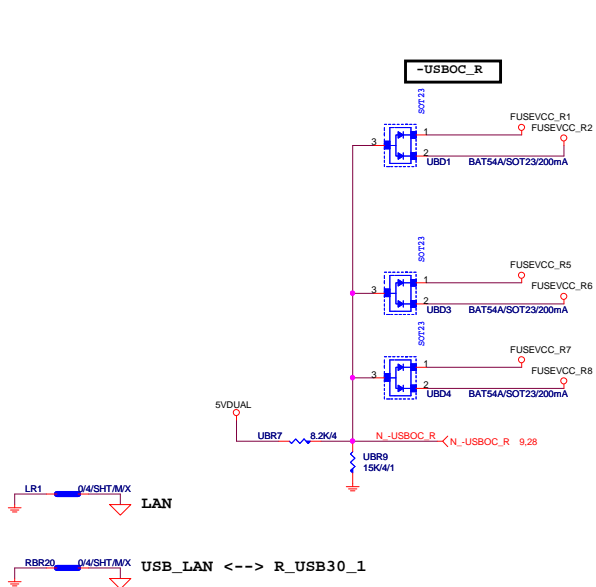 -USBOC_R
SOT23
FUSEVCC_R1
FUSEVCC_R2
1
3
2
UBD1 BAT54A/SOT23/200mA
SOT23
FUSEVCC_R5
1
FUSEVCC_R6
3
2
UBD3 BAT54A/SOT23/200mA
SOT23
FUSEVCC_R7
1
FUSEVCC_R8
3
2
UBD4 BAT54A/SOT23/200mA
5VDUAL
UBR7 8.2K/4 N_-USBOC_R N_-USBOC_R 9,28
UBR9
15K/4/1
LR1 0/4/SHT/M/X
LAN
RBR20 0/4/SHT/M/X
USB_LAN <--> R_USB30_1